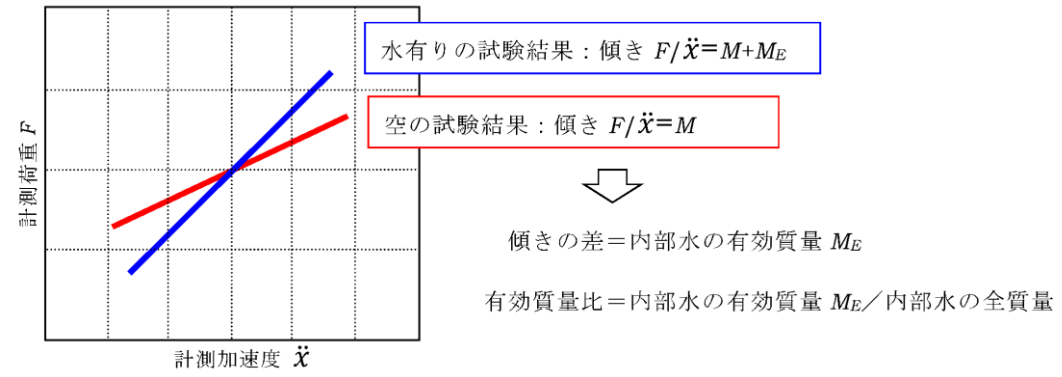 水有りの試験結果：傾き F/ẍ=M+M_E
空の試験結果：傾き F/ẍ=M
計測荷重 F
傾きの差＝内部水の有効質量 M_E
有効質量比＝内部水の有効質量 M_E／内部水の全質量
計測加速度 ẍ